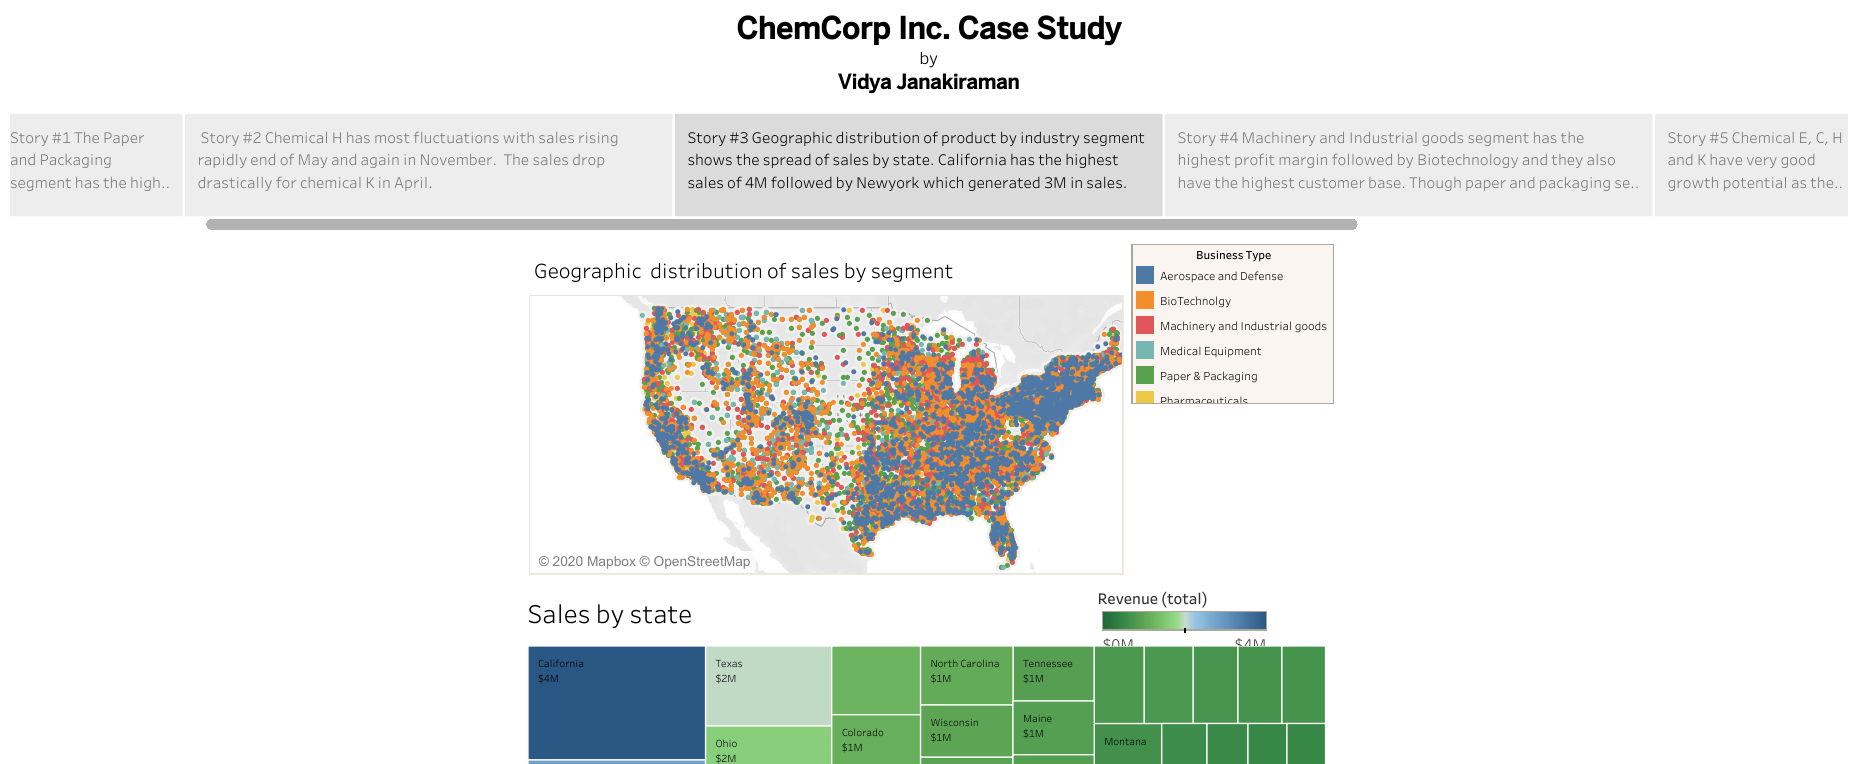 ChemCorp Inc. Case Study
by
Vidya Janakiraman
Story #1 The Paper
and Packaging
segment has the high..
Story #2 Chemical H has most fluctuations with sales rising
rapidly end of May and again in November. The sales drop
drastically for chemical K in April.
Story #3 Geographic distribution of product by industry segment
shows the spread of sales by state. California has the highest
sales of 4M followed by Newyork which generated 3M in sales.
Story #4 Machinery and Industrial goods segment has the
highest profit margin followed by Biotechnology and they also
have the highest customer base. Though paper and packaging se..
Story #5 Chemical E, C, H
and K have very good
growth potential as the..
Geographic distribution of sales by segment
Business Type
Aerospace and Defense
BioTechnolgy
Machinery and Industrial goods
Medical Equipment
Paper & Packaging
Pharmaceuticals
© 2020 Mapbox © OpenStreetMap
Sales by state
Revenue (total)
$0M $4M
California
$4M
Texas
$2M
Ohio
$2M
Colorado
$1M
North Carolina
$1M
Wisconsin
$1M
Tennessee
$1M
Maine
$1M
Montana